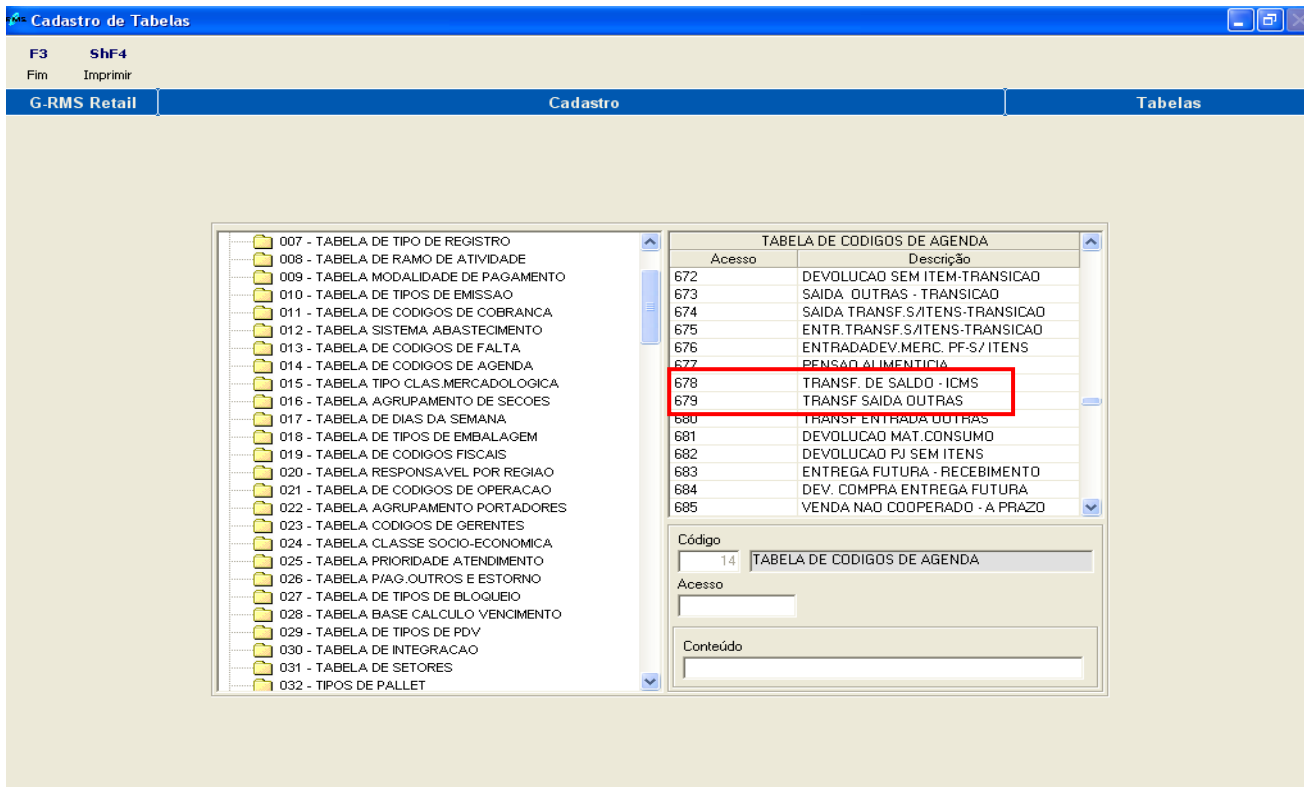 RMS Cadastro de Tabelas
F3 ShF4
Fim Imprimir
G-RMS Retail Cadastro Tabelas
007 - TABELA DE TIPO DE REGISTRO
008 - TABELA DE RAMO DE ATIVIDADE
009 - TABELA MODALIDADE DE PAGAMENTO
010 - TABELA DE TIPOS DE EMISSAO
011 - TABELA DE CODIGOS DE COBRANCA
012 - TABELA SISTEMA ABASTECIMENTO
013 - TABELA DE CODIGOS DE FALTA
014 - TABELA DE CODIGOS DE AGENDA
015 - TABELA TIPO CLAS.MERCADOLOGICA
016 - TABELA AGRUPAMENTO DE SECOES
017 - TABELA DE DIAS DA SEMANA
018 - TABELA DE TIPOS DE EMBALAGEM
019 - TABELA DE CODIGOS FISCAIS
020 - TABELA RESPONSAVEL POR REGIAO
021 - TABELA DE CODIGOS DE OPERACAO
022 - TABELA AGRUPAMENTO PORTADORES
023 - TABELA CODIGOS DE GERENTES
024 - TABELA CLASSE SOCIO-ECONOMICA
025 - TABELA PRIORIDADE ATENDIMENTO
026 - TABELA P/AG.OUTROS E ESTORNO
027 - TABELA DE TIPOS DE BLOQUEIO
028 - TABELA BASE CALCULO VENCIMENTO
029 - TABELA DE TIPOS DE PDV
030 - TABELA DE INTEGRACAO
031 - TABELA DE SETORES
032 - TIPOS DE PALLET
TABELA DE CODIGOS DE AGENDA
Acesso Descrição
672 DEVOLUCAO SEM ITEM-TRANSICAO
673 SAIDA OUTRAS - TRANSICAO
674 SAIDA TRANSF.S/ITENS-TRANSICAO
675 ENTR.TRANSF.S/ITENS-TRANSICAO
676 ENTRADADEV.MERC. PF-S/ ITENS
677 PENSAO ALIMENTICIA
678 TRANSF. DE SALDO - ICMS
679 TRANSF SAIDA OUTRAS
680 TRANSF ENTRADA OUTRAS
681 DEVOLUCAO MAT.CONSUMO
682 DEVOLUCAO PJ SEM ITENS
683 ENTREGA FUTURA - RECEBIMENTO
684 DEV. COMPRA ENTREGA FUTURA
685 VENDA NAO COOPERADO - A PRAZO
Código
14 TABELA DE CODIGOS DE AGENDA
Acesso
Conteúdo